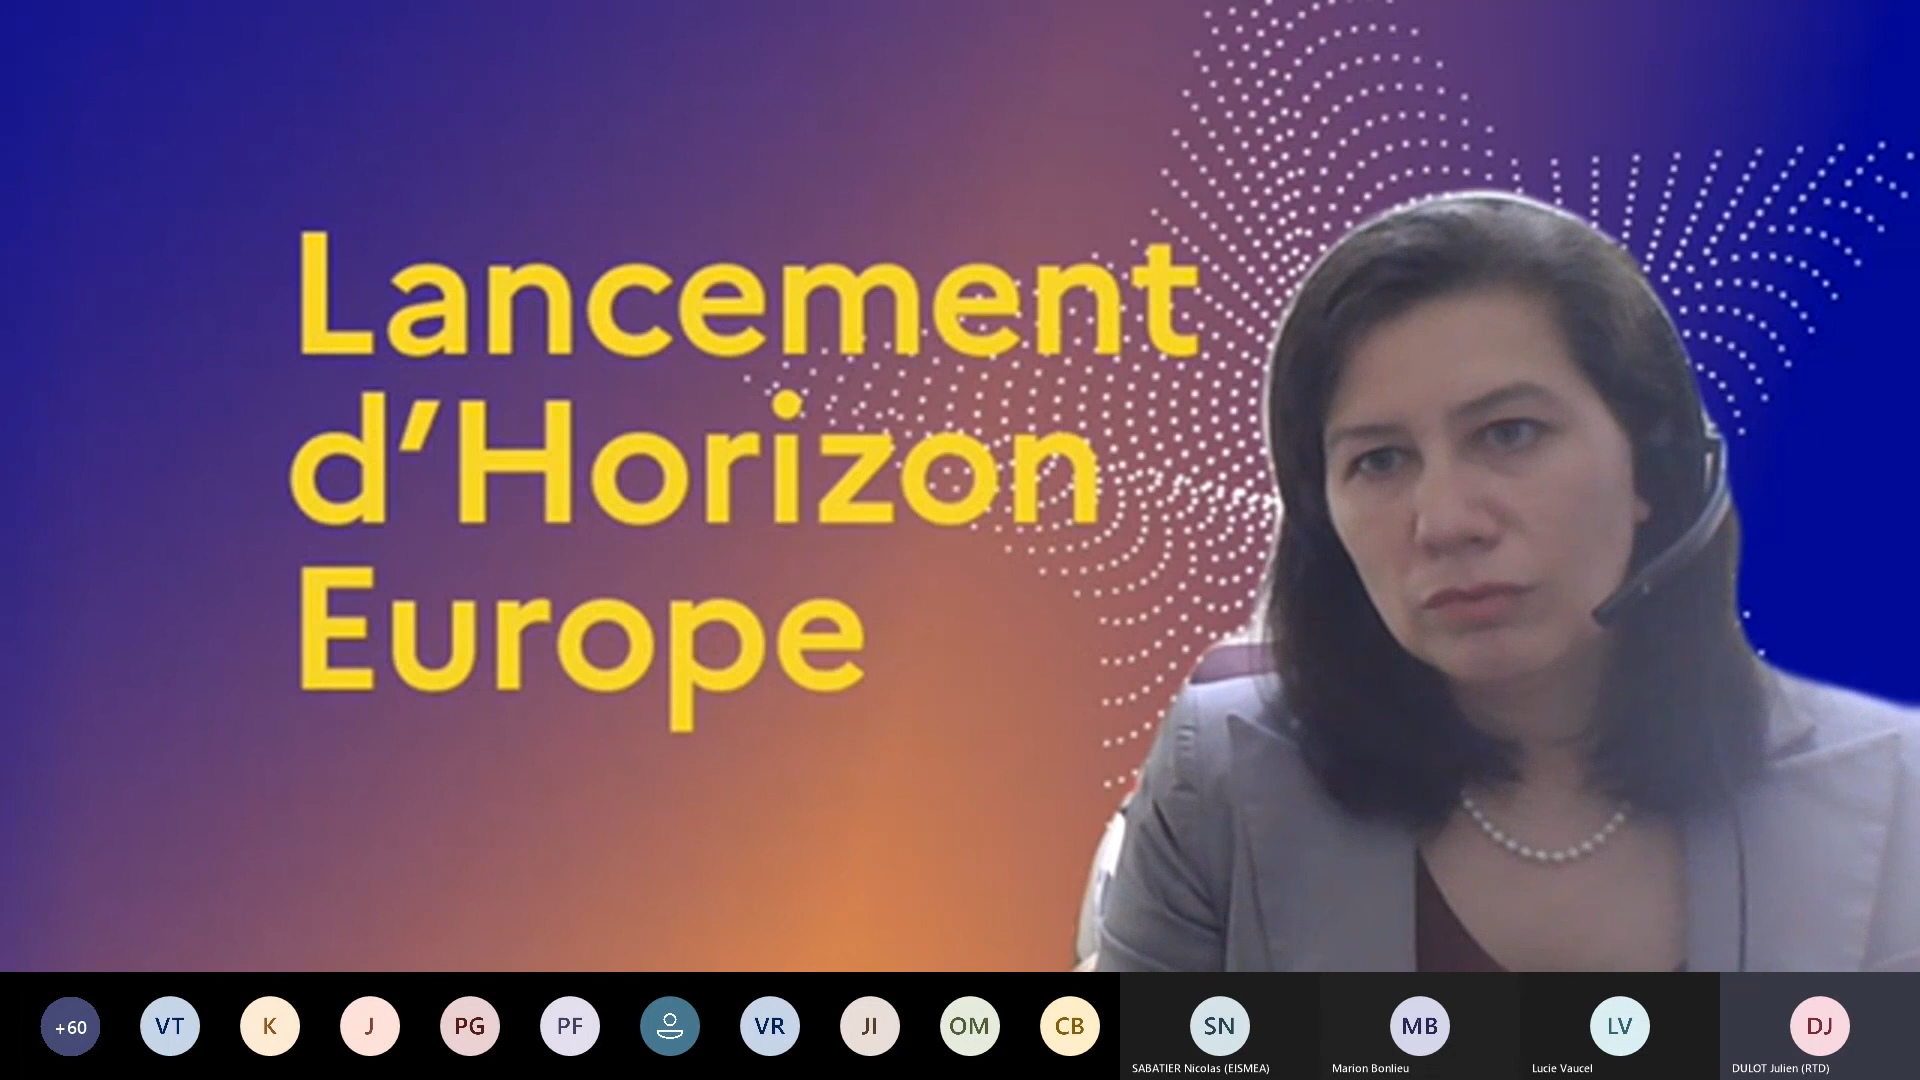 Lancement
d'Horizon
Europe
+60
VT
K
J
PG
PF
VR
JI
OM
CB
SN
MB
LV
DJ
SABATIER Nicolas (EISMEA)
Marion Bonlieu
Lucie Vaucel
DULOT Julien (RTD)